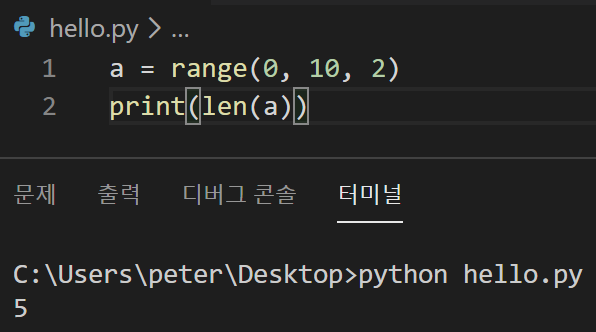 hello.py > ...
1 a = range(0, 10, 2)
2 print(len(a))
문제 출력 디버그 콘솔 터미널
C:\Users\peter\Desktop>python hello.py
5